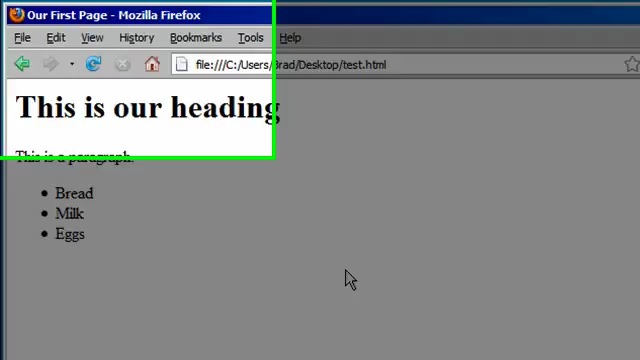 Our First Page - Mozilla Firefox
File Edit View History Bookmarks Tools Help
file:///C:/Users/Brad/Desktop/test.html
This is our heading
This is a paragraph.
Bread
Milk
Eggs